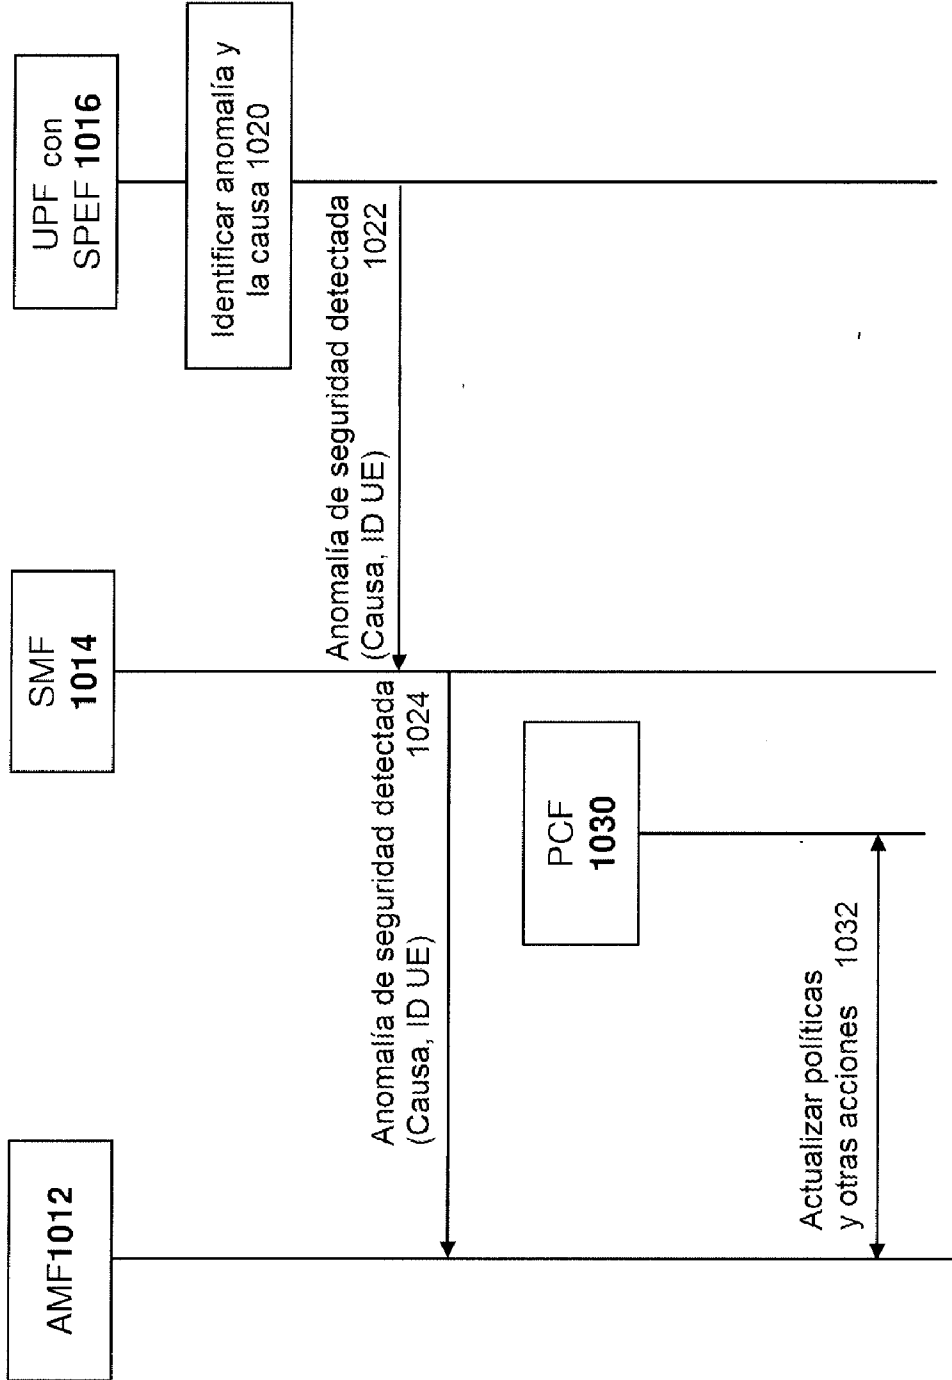 AMF1012
SMF
1014
UPF con
SPEF 1016
Identificar anomalía y
la causa 1020
Anomalía de seguridad detectada
(Causa, ID UE) 1022
Anomalía de seguridad detectada
(Causa, ID UE) 1024
PCF
1030
Actualizar políticas
y otras acciones 1032